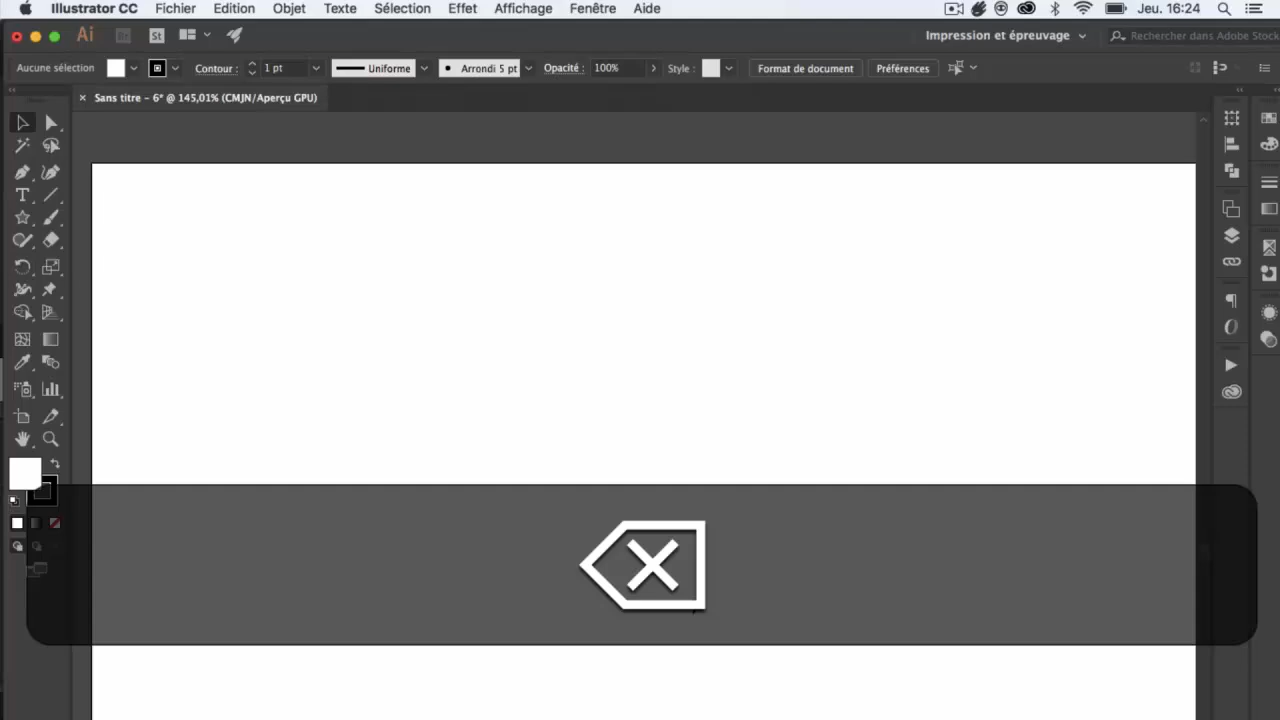 Illustrator CC Fichier Edition Objet Texte Sélection Effet Affichage Fenêtre Aide Jeu. 16:24
Ai Br St Impression et épreuvage Rechercher dans Adobe Stock
Aucune sélection Contour : 1 pt Uniforme Arrondi 5 pt Opacité : 100% Style : Format de document Préférences
Sans titre - 6* @ 145,01% (CMJN/Aperçu GPU)